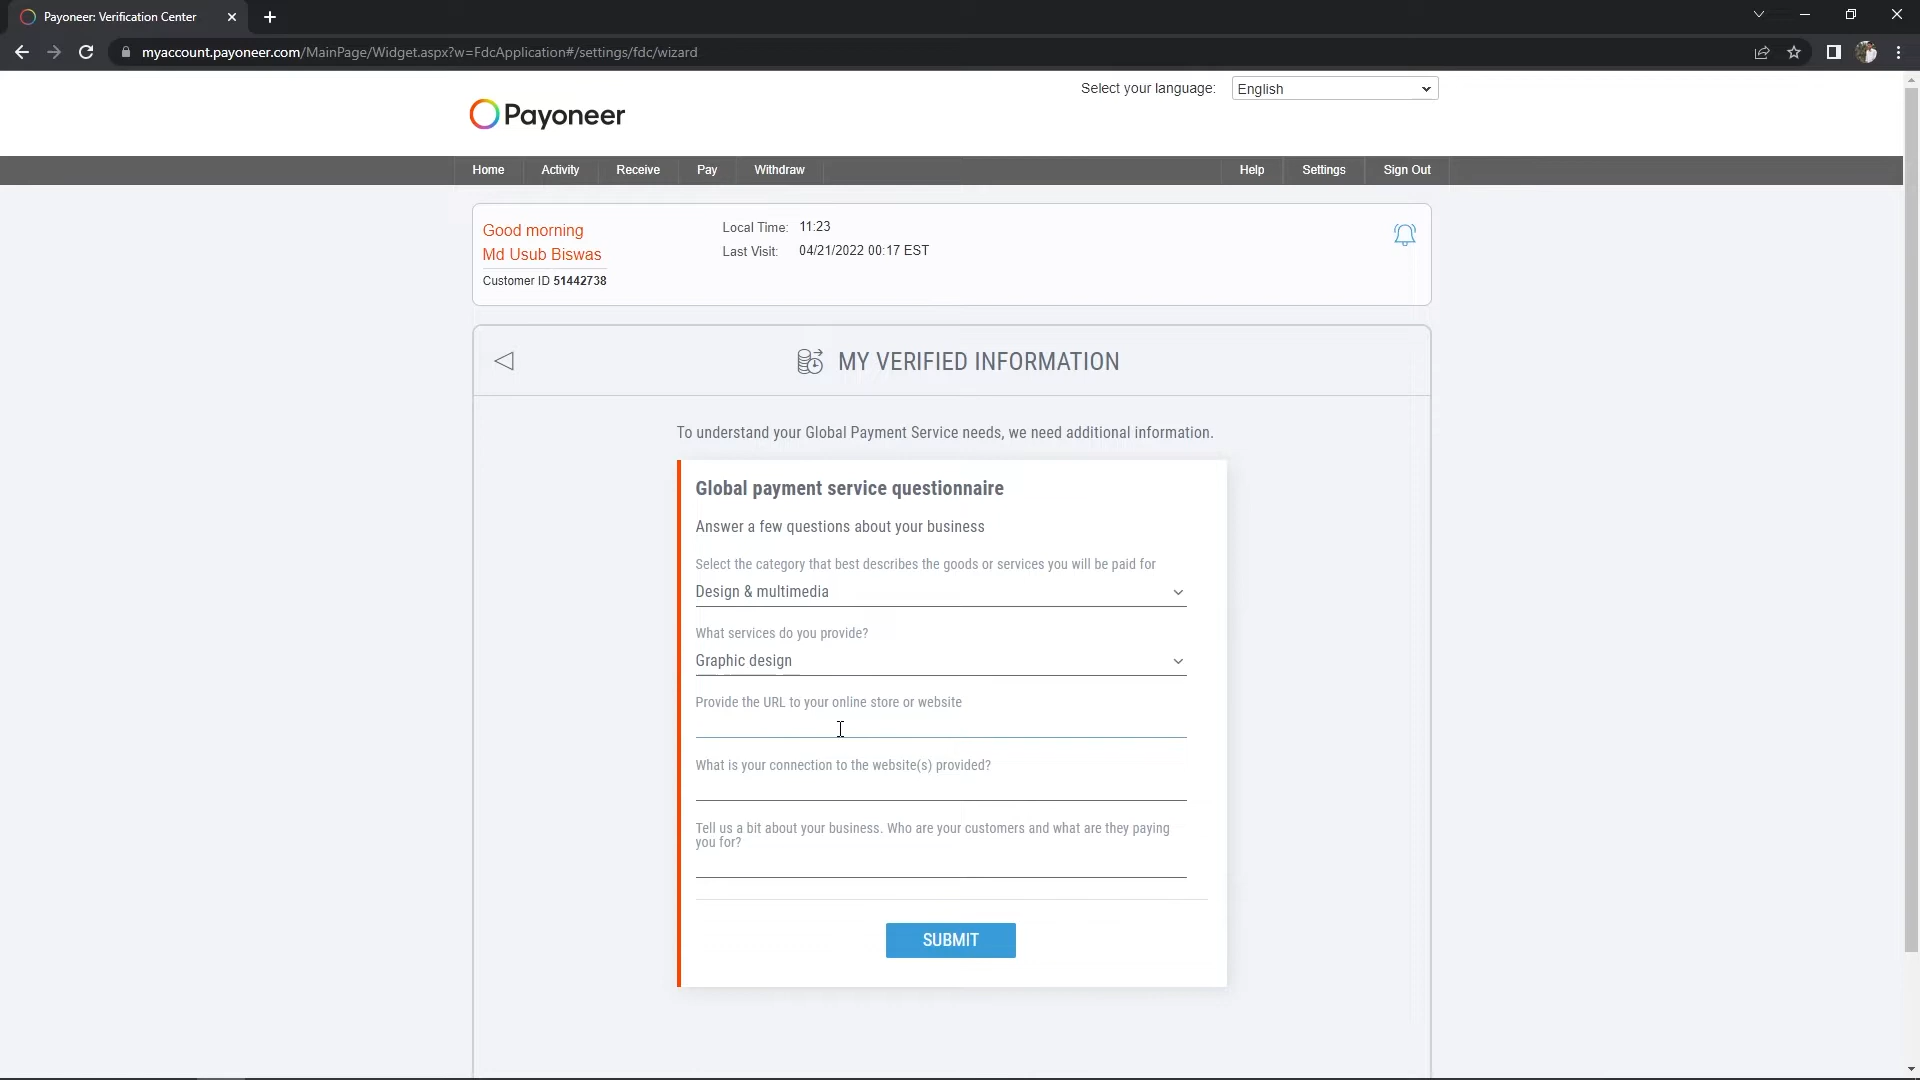 Payoneer: Verification Center
myaccount.payoneer.com/MainPage/Widget.aspx?w=FdcApplication#/settings/fdc/wizard
Select your language: English
Payoneer
Home Activity Receive Pay Withdraw Help Settings Sign Out
Good morning
Md Usub Biswas
Customer ID 51442738
Local Time: 11:23
Last Visit: 04/21/2022 00:17 EST
MY VERIFIED INFORMATION
To understand your Global Payment Service needs, we need additional information.
Global payment service questionnaire
Answer a few questions about your business
Select the category that best describes the goods or services you will be paid for
Design & multimedia
What services do you provide?
Graphic design
Provide the URL to your online store or website
What is your connection to the website(s) provided?
Tell us a bit about your business. Who are your customers and what are they paying
you for?
SUBMIT